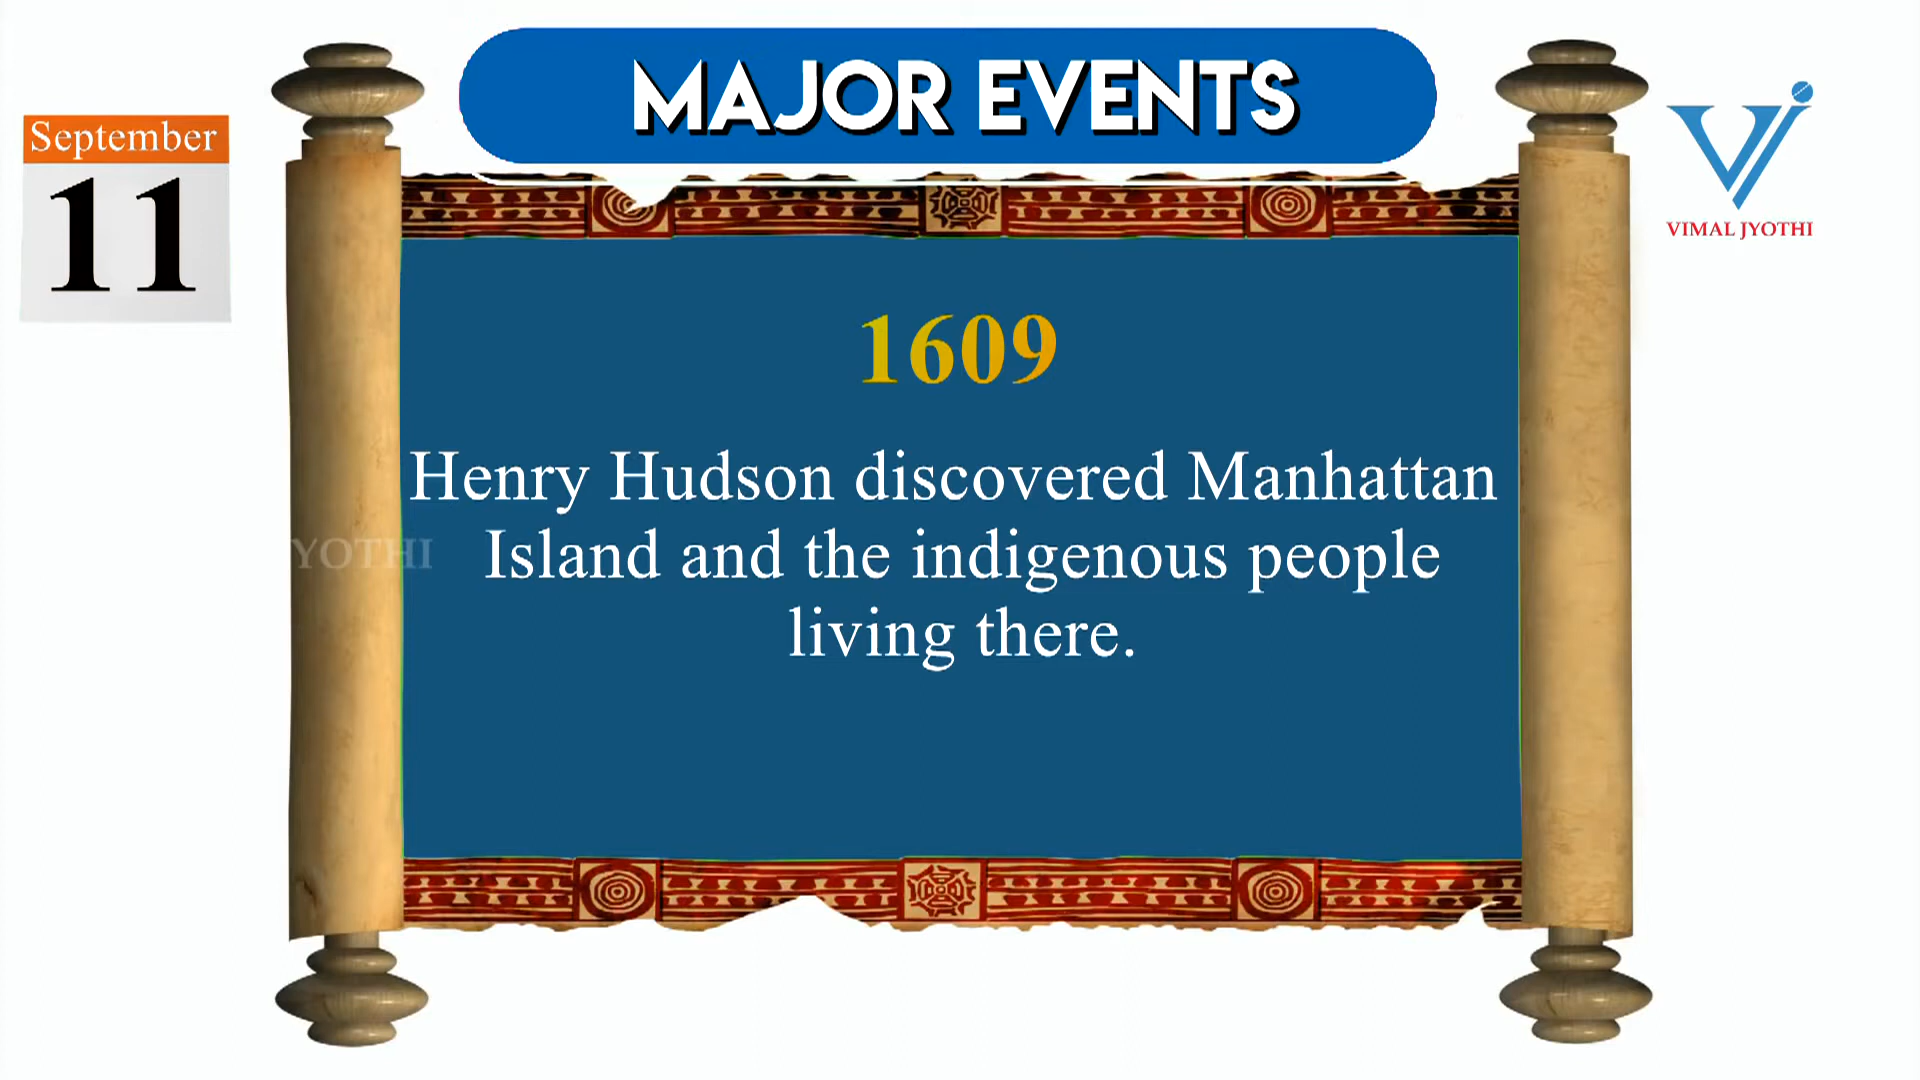 MAJOR EVENTS
September
11
VIMAL JYOTHI
1609
Henry Hudson discovered Manhattan
Island and the indigenous people
living there.
YOTHI